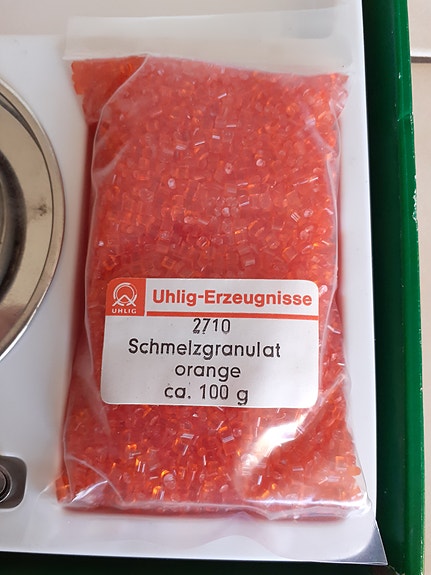 UHLIG
Uhlig-Erzeugnisse
2710
Schmelzgranulat
orange
ca. 100 g